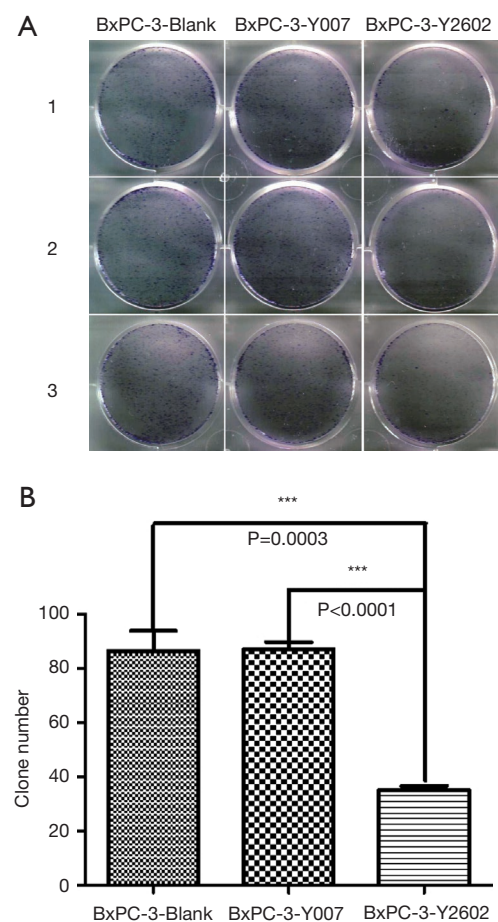 A
BxPC-3-Blank BxPC-3-Y007 BxPC-3-Y2602
1
2
3
B
***
P=0.0003
***
P<0.0001
100
80
60
40
20
0
Clone number
BxPC-3-Blank BxPC-3-Y007 BxPC-3-Y2602